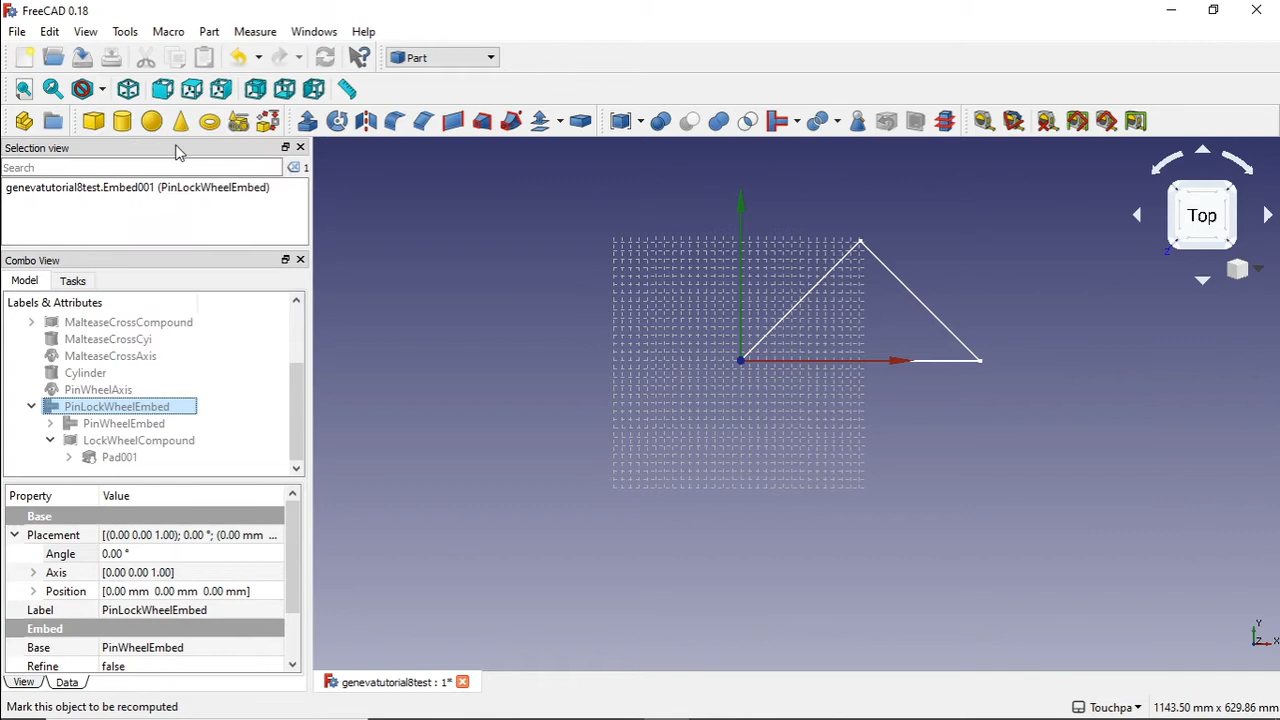 FreeCAD 0.18
File Edit View Tools Macro Part Measure Windows Help
Part
Selection view
Search 1
genevatutorial8test.Embed001 (PinLockWheelEmbed)
Combo View
Model Tasks
Labels & Attributes
MalteaseCrossCompound
MalteaseCrossCyi
MalteaseCrossAxis
Cylinder
PinWheelAxis
PinLockWheelEmbed
PinWheelEmbed
LockWheelCompound
Pad001
Property Value
Base
Placement [(0.00 0.00 1.00); 0.00 °; (0.00 mm ...
Angle 0.00 °
Axis [0.00 0.00 1.00]
Position [0.00 mm 0.00 mm 0.00 mm]
Label PinLockWheelEmbed
Embed
Base PinWheelEmbed
Refine false
View Data
Top
Z
Y
Z X
genevatutorial8test : 1*
Mark this object to be recomputed
Touchpa 1143.50 mm x 629.86 mm